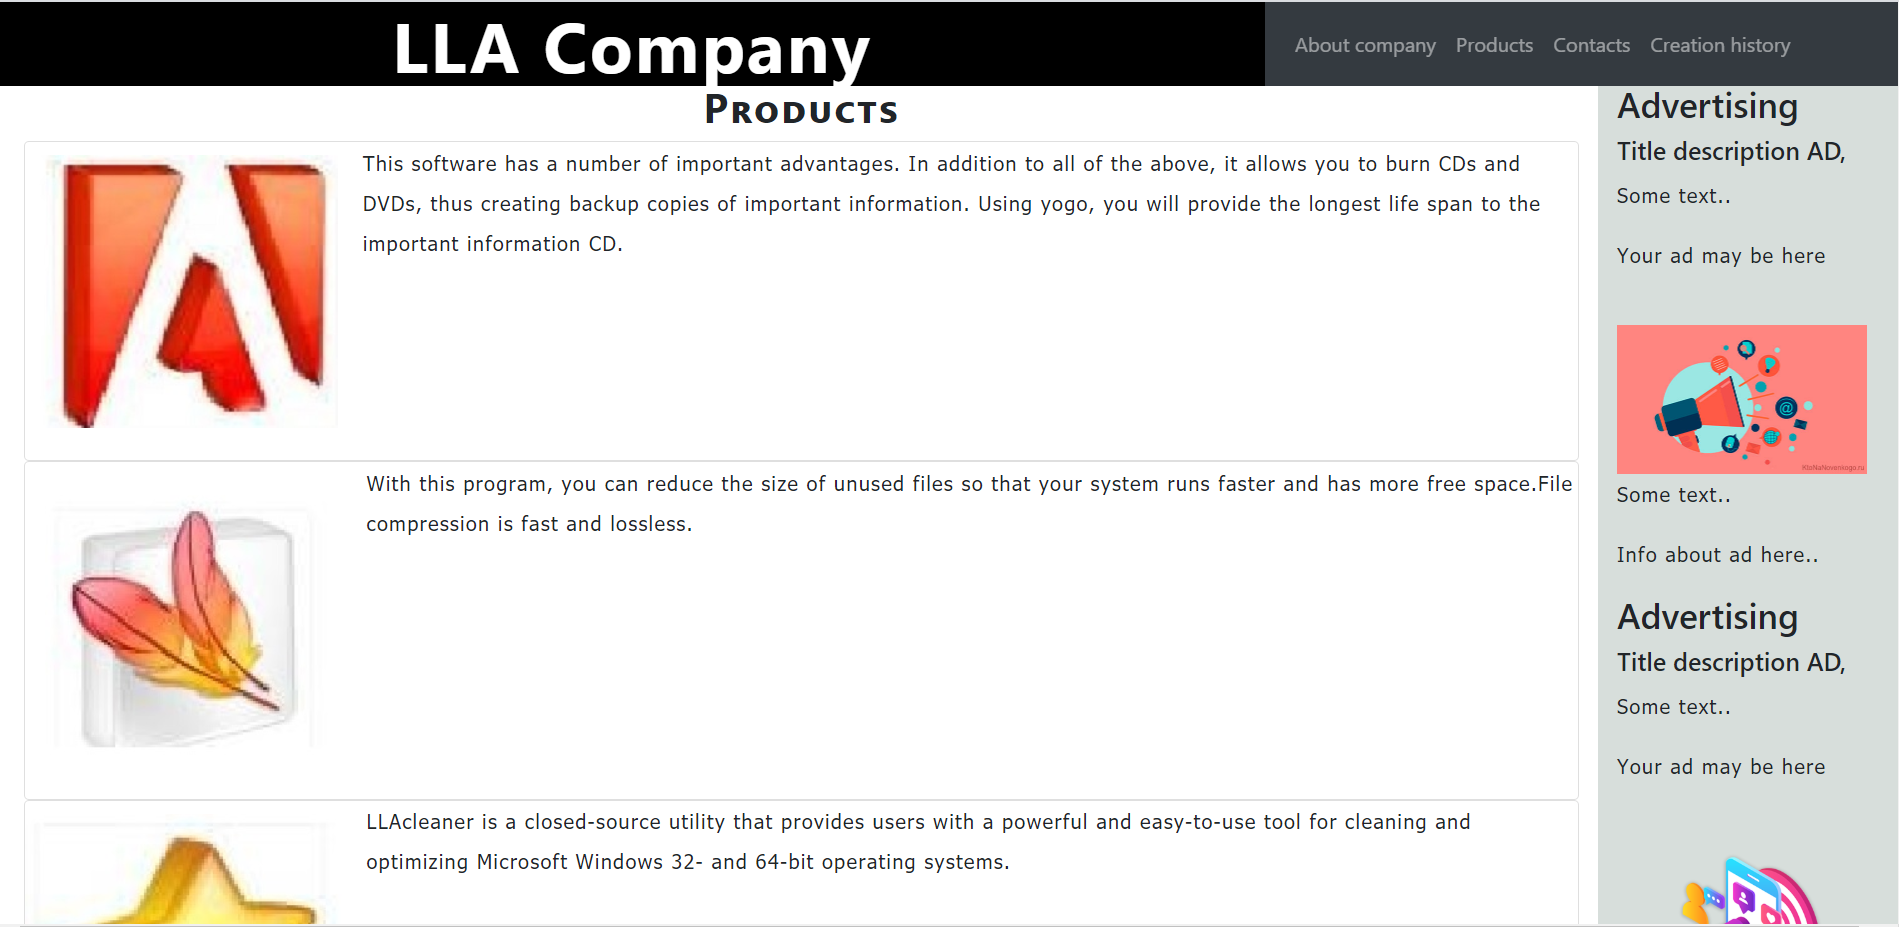 LLA Company
About company Products Contacts Creation history
Products
This software has a number of important advantages. In addition to all of the above, it allows you to burn CDs and
DVDs, thus creating backup copies of important information. Using yogo, you will provide the longest life span to the
important information CD.
With this program, you can reduce the size of unused files so that your system runs faster and has more free space.File
compression is fast and lossless.
LLAcleaner is a closed-source utility that provides users with a powerful and easy-to-use tool for cleaning and
optimizing Microsoft Windows 32- and 64-bit operating systems.
Advertising
Title description AD,
Some text..
Your ad may be here
@
KtoNaNovenkogo.ru
Some text..
Info about ad here..
Advertising
Title description AD,
Some text..
Your ad may be here